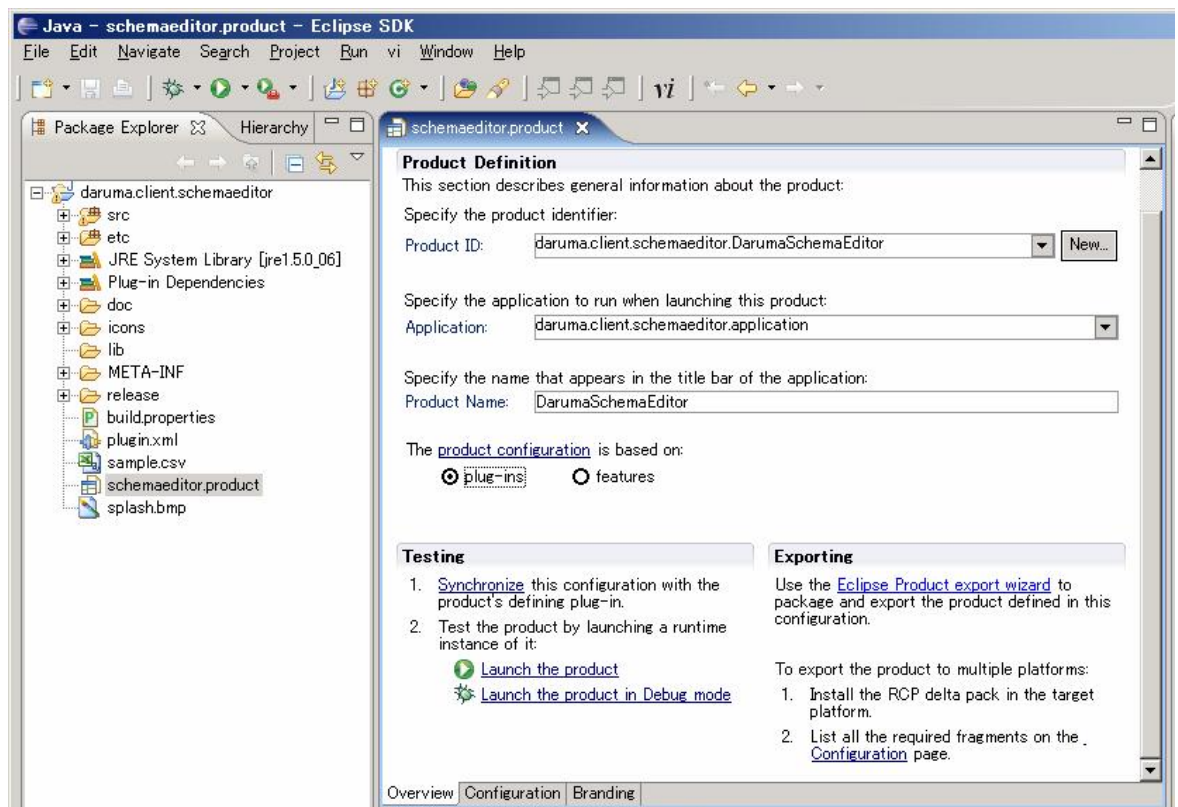 Java - schemaeditor.product - Eclipse SDK
File Edit Navigate Search Project Run vi Window Help
vi
Package Explorer Hierarchy
daruma.client.schemaeditor
src
etc
JRE System Library [jre1.5.0_06]
Plug-in Dependencies
doc
icons
lib
META-INF
release
build.properties
plugin.xml
sample.csv
schemaeditor.product
splash.bmp
schemaeditor.product
Product Definition
This section describes general information about the product:
Specify the product identifier:
Product ID: daruma.client.schemaeditor.DarumaSchemaEditor New...
Specify the application to run when launching this product:
Application: daruma.client.schemaeditor.application
Specify the name that appears in the title bar of the application:
Product Name: DarumaSchemaEditor
The product configuration is based on:
plug-ins features
Testing
1. Synchronize this configuration with the
product's defining plug-in.
2. Test the product by launching a runtime
instance of it:
Launch the product
Launch the product in Debug mode
Exporting
Use the Eclipse Product export wizard to
package and export the product defined in this
configuration.
To export the product to multiple platforms:
1. Install the RCP delta pack in the target
platform.
2. List all the required fragments on the
Configuration page.
Overview Configuration Branding